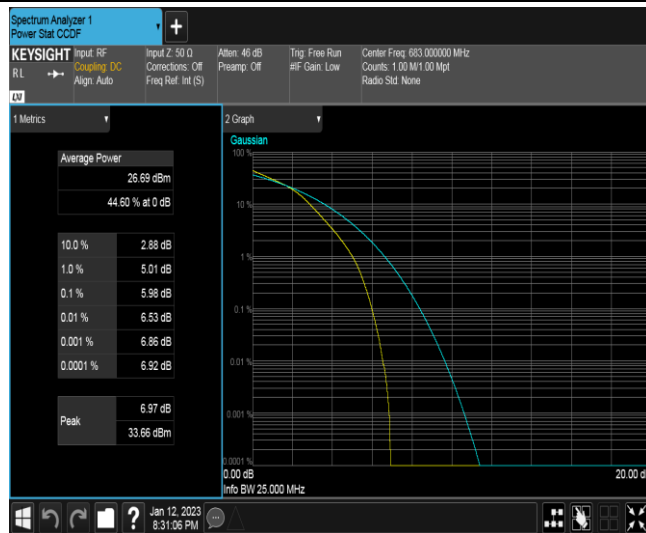 Spectrum Analyzer 1
Power Stat CCDF
+
KEYSIGHT
RL
Input: RF
Coupling: DC
Align: Auto
Input Z: 50 Ω
Corrections: Off
Freq Ref: Int (S)
Atten: 46 dB
Preamp: Off
Trig: Free Run
#IF Gain: Low
Center Freq: 683.000000 MHz
Counts: 1.00 M/1.00 Mpt
Radio Std: None
1 Metrics
Average Power
26.69 dBm
44.60 % at 0 dB
10.0 % 2.88 dB
1.0 % 5.01 dB
0.1 % 5.98 dB
0.01 % 6.53 dB
0.001 % 6.86 dB
0.0001 % 6.92 dB
Peak
6.97 dB
33.66 dBm
2 Graph
Gaussian
100 %
10 %
1 %
0.1 %
0.01 %
0.001 %
0.0001 %
0.00 dB
20.00 d
Info BW 25.000 MHz
?
Jan 12, 2023
8:31:06 PM